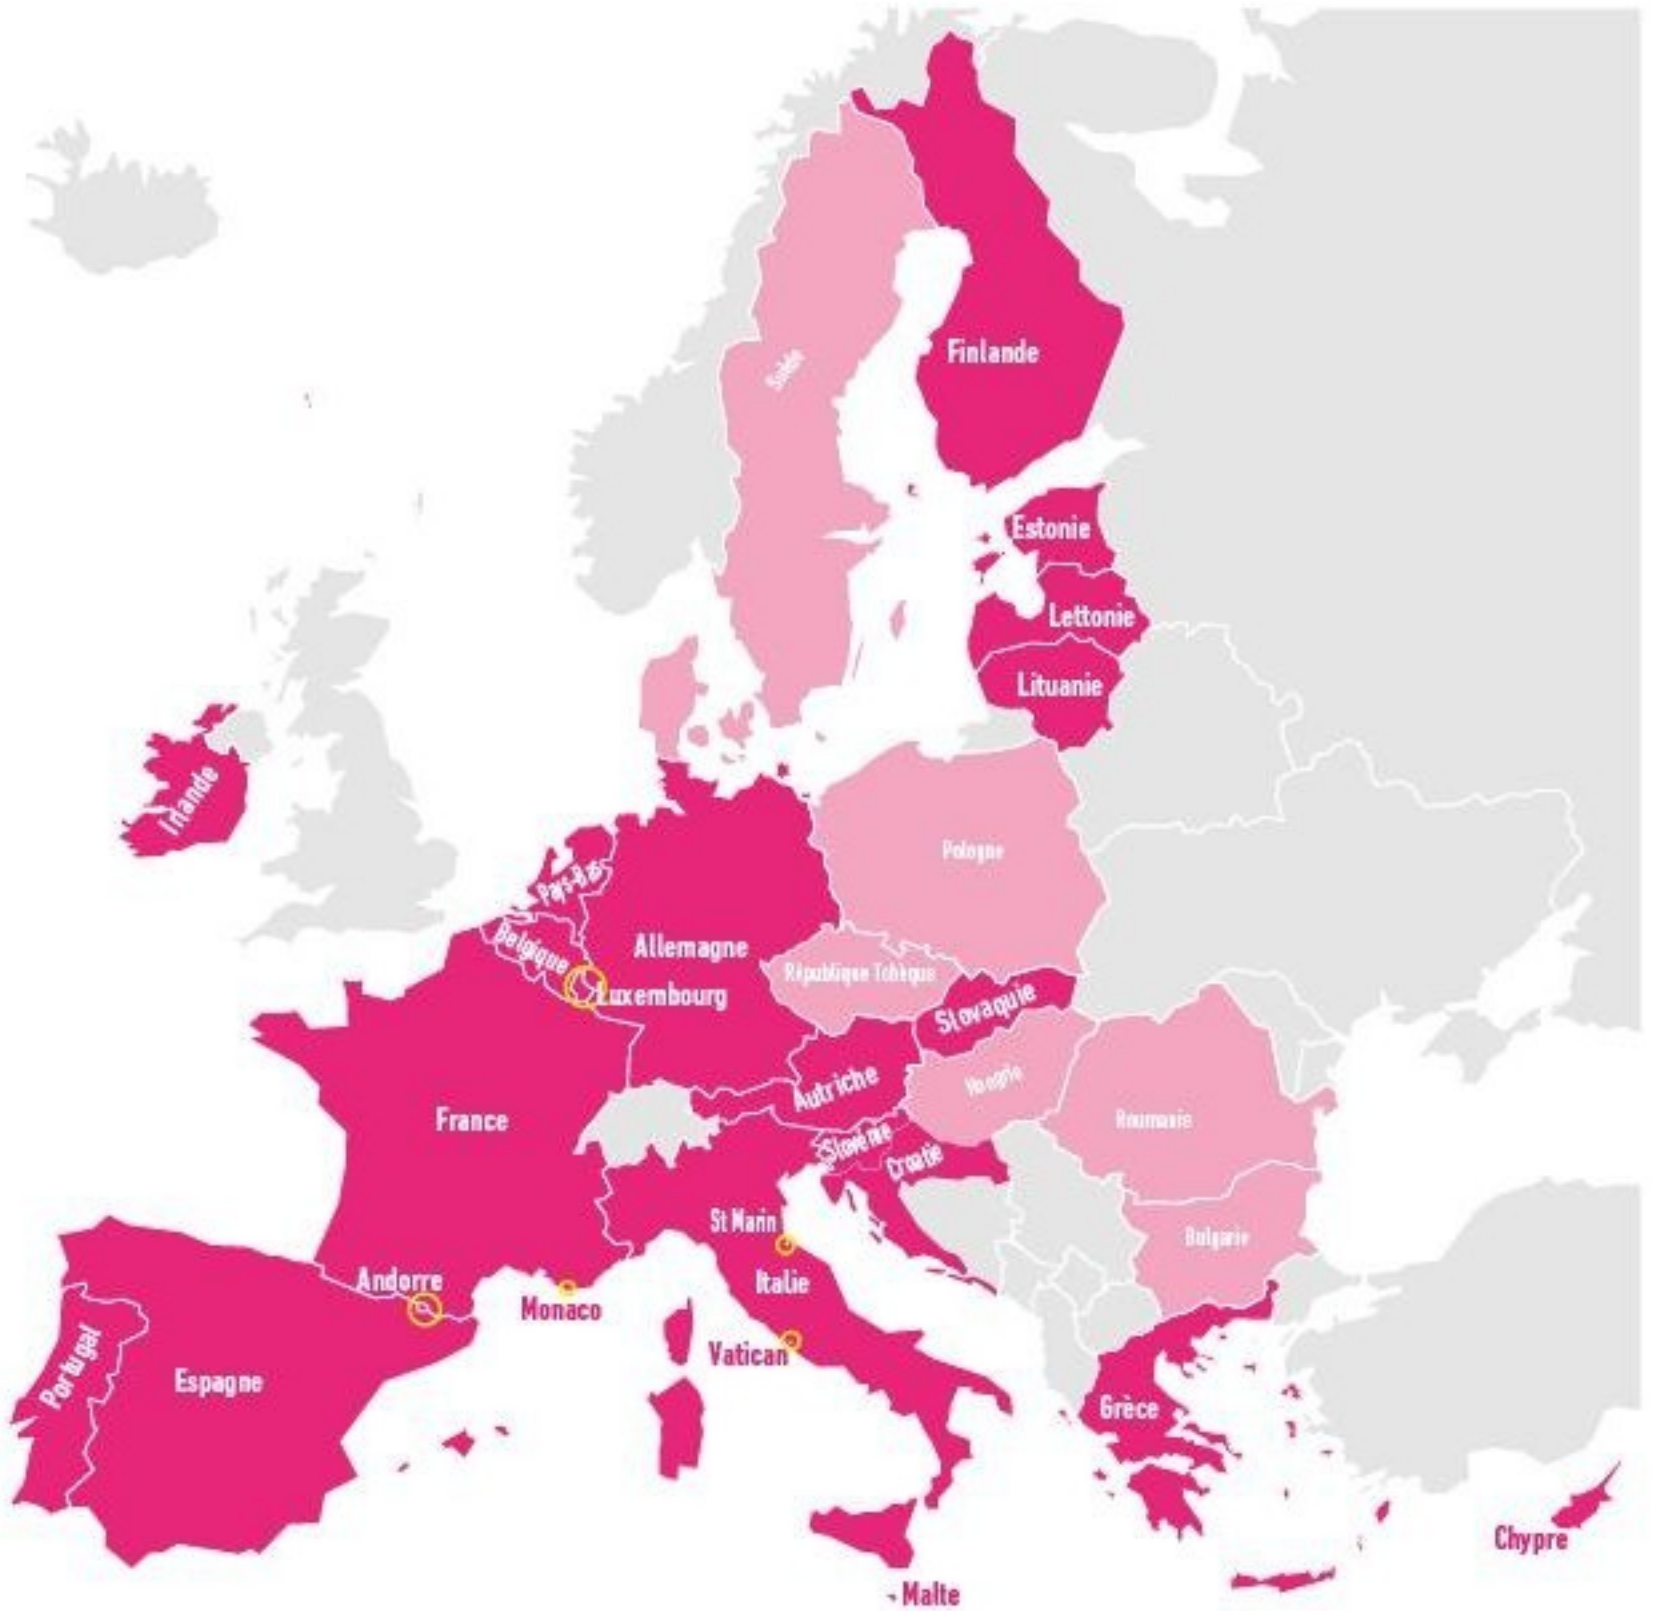 Suède
Finlande
Estonie
Lettonie
Lituanie
Irlande
Pologne
Pays-Bas
Belgique
Allemagne
Luxembourg
République Tchèque
Slovaquie
Autriche
Hongrie
France
Roumanie
Slovénie
Croatie
St Marin
Bulgarie
Andorre
Italie
Monaco
Vatican
Portugal
Espagne
Grèce
Chypre
Malte